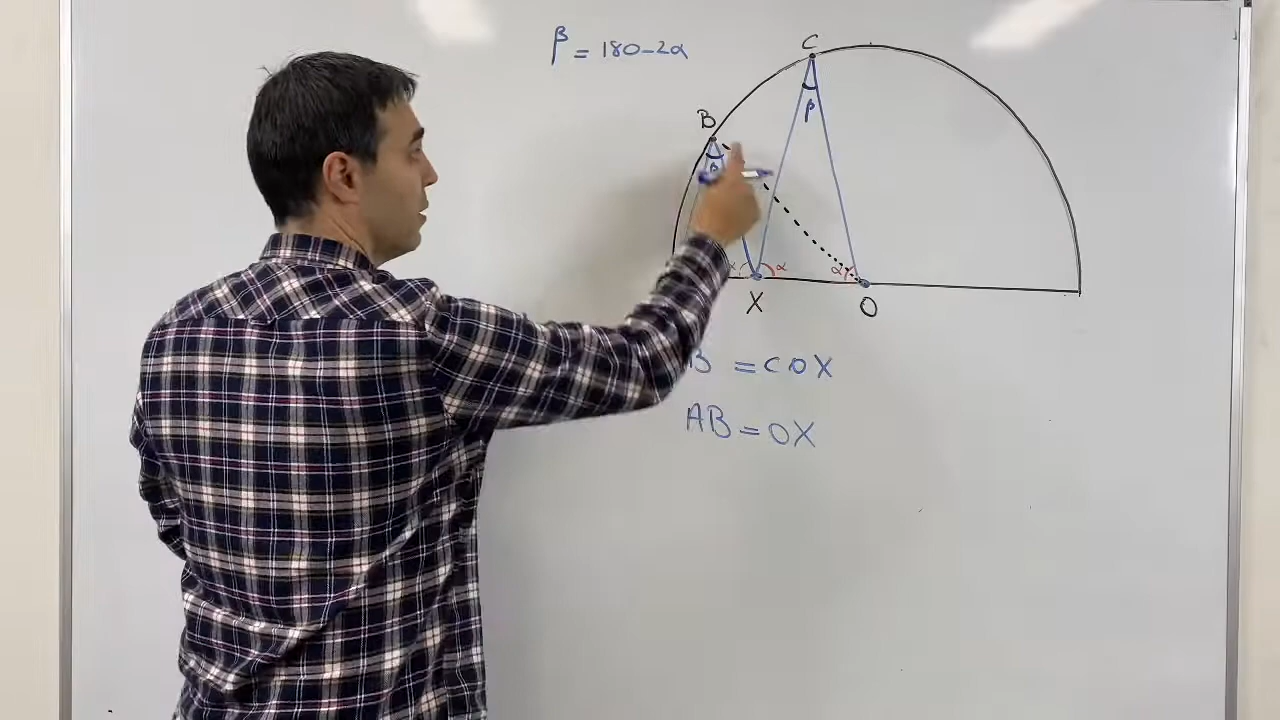 β = 180-2α
C
β
B
β
α α α
X O
B = COX
AB = OX